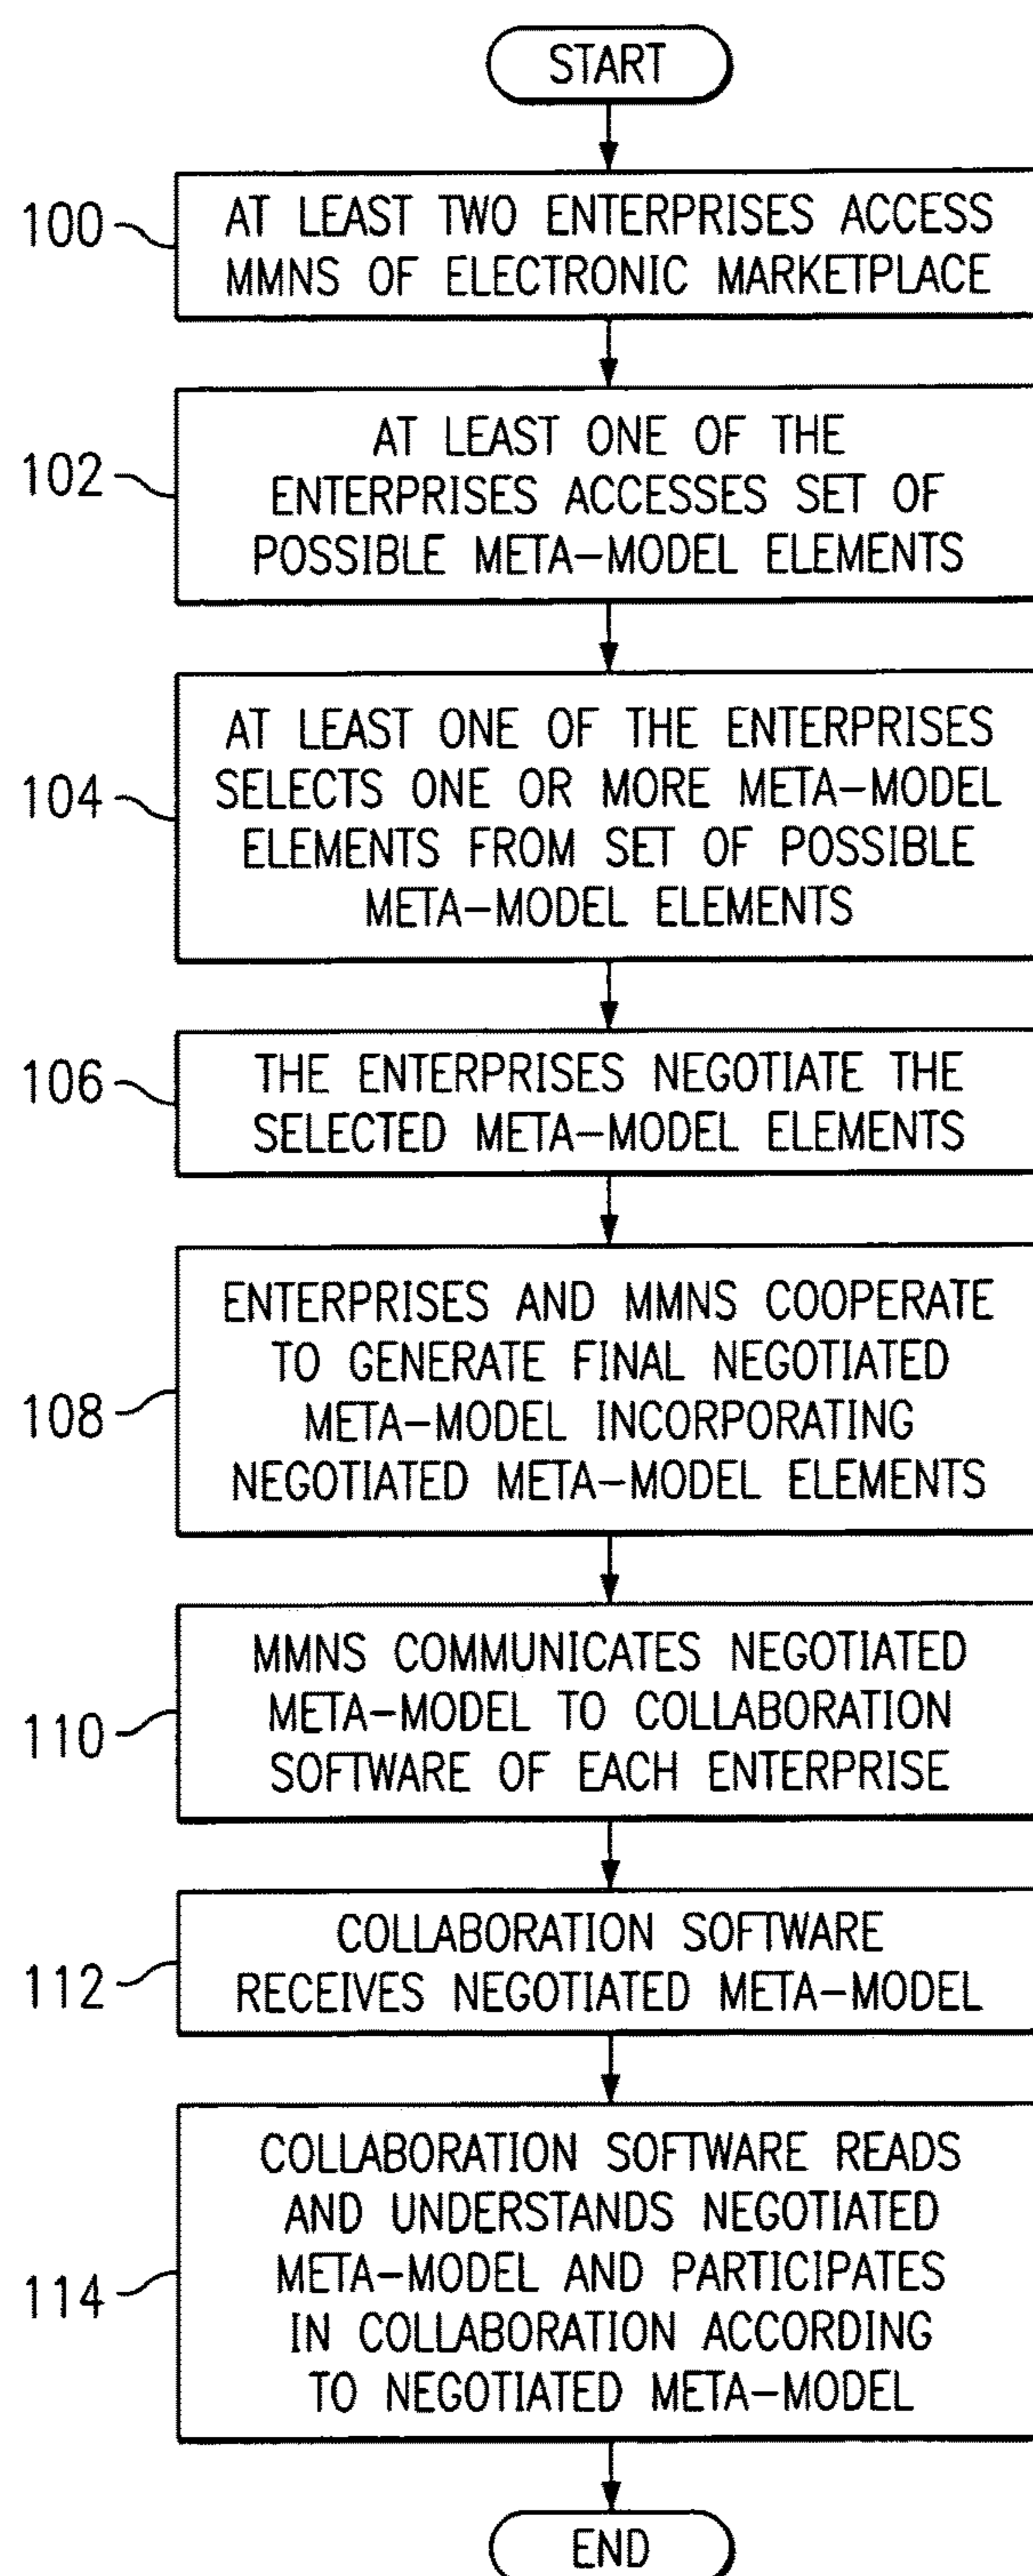 START
100
AT LEAST TWO ENTERPRISES ACCESS
MMNS OF ELECTRONIC MARKETPLACE
102
AT LEAST ONE OF THE
ENTERPRISES ACCESSES SET OF
POSSIBLE META-MODEL ELEMENTS
104
AT LEAST ONE OF THE ENTERPRISES
SELECTS ONE OR MORE META-MODEL
ELEMENTS FROM SET OF POSSIBLE
META-MODEL ELEMENTS
106
THE ENTERPRISES NEGOTIATE THE
SELECTED META-MODEL ELEMENTS
108
ENTERPRISES AND MMNS COOPERATE
TO GENERATE FINAL NEGOTIATED
META-MODEL INCORPORATING
NEGOTIATED META-MODEL ELEMENTS
110
MMNS COMMUNICATES NEGOTIATED
META-MODEL TO COLLABORATION
SOFTWARE OF EACH ENTERPRISE
112
COLLABORATION SOFTWARE
RECEIVES NEGOTIATED META-MODEL
114
COLLABORATION SOFTWARE READS
AND UNDERSTANDS NEGOTIATED
META-MODEL AND PARTICIPATES
IN COLLABORATION ACCORDING
TO NEGOTIATED META-MODEL
END